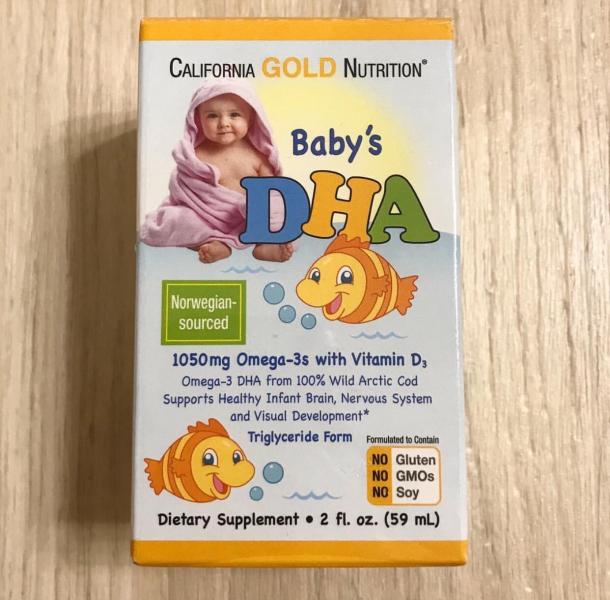 CALIFORNIA GOLD NUTRITION®
Baby's
DHA
Norwegian-
sourced
1050mg Omega-3s with Vitamin D₃
Omega-3 DHA from 100% Wild Arctic Cod
Supports Healthy Infant Brain, Nervous System
and Visual Development*
Triglyceride Form
Formulated to Contain
NO Gluten
NO GMOs
NO Soy
Dietary Supplement • 2 fl. oz. (59 mL)